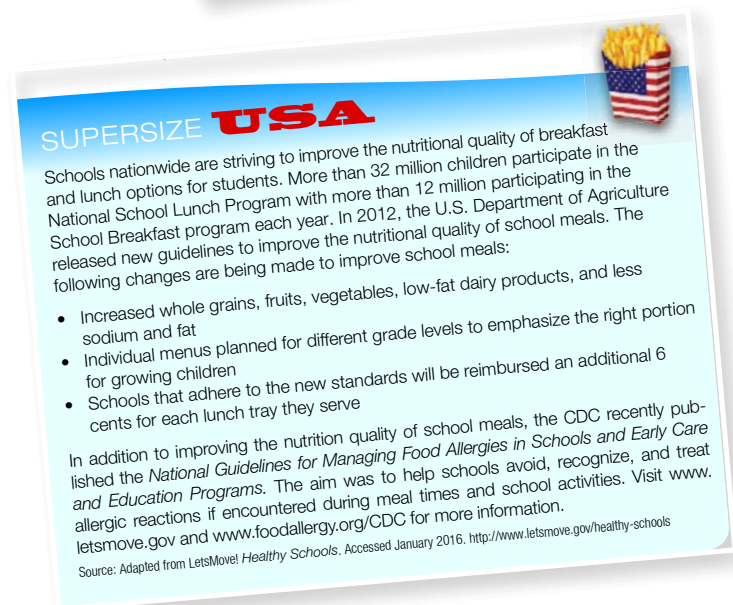 SUPERSIZE USA
Schools nationwide are striving to improve the nutritional quality of breakfast
and lunch options for students. More than 32 million children participate in the
National School Lunch Program with more than 12 million participating in the
School Breakfast program each year. In 2012, the U.S. Department of Agriculture
released new guidelines to improve the nutritional quality of school meals. The
following changes are being made to improve school meals:
• Increased whole grains, fruits, vegetables, low-fat dairy products, and less
sodium and fat
• Individual menus planned for different grade levels to emphasize the right portion
for growing children
• Schools that adhere to the new standards will be reimbursed an additional 6
cents for each lunch tray they serve
In addition to improving the nutrition quality of school meals, the CDC recently pub-
lished the National Guidelines for Managing Food Allergies in Schools and Early Care
and Education Programs. The aim was to help schools avoid, recognize, and treat
allergic reactions if encountered during meal times and school activities. Visit www.
letsmove.gov and www.foodallergy.org/CDC for more information.
Source: Adapted from LetsMove! Healthy Schools. Accessed January 2016. http://www.letsmove.gov/healthy-schools